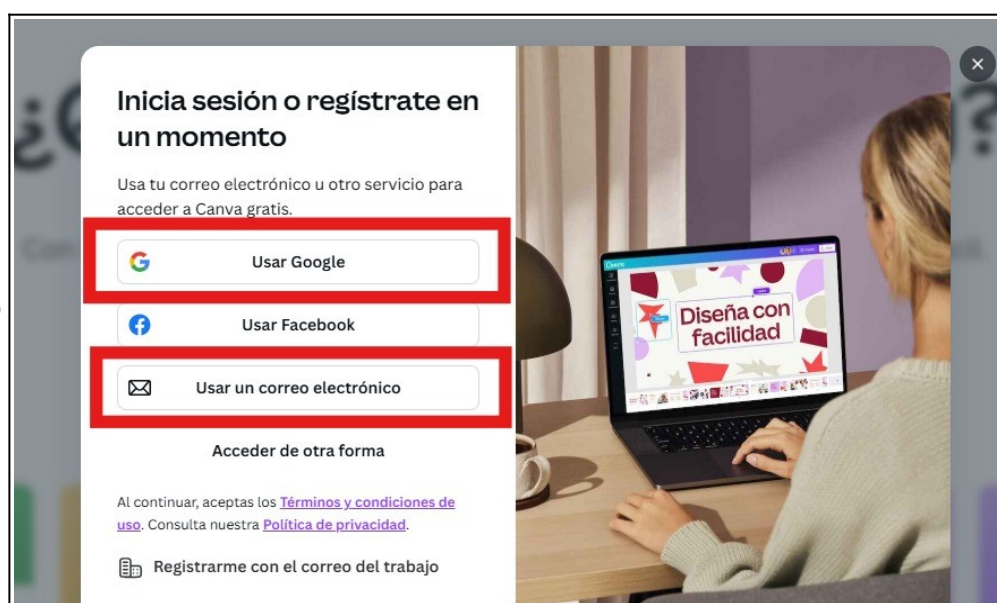 Inicia sesión o regístrate en
un momento
Usa tu correo electrónico u otro servicio para
acceder a Canva gratis.
Usar Google
Usar Facebook
Usar un correo electrónico
Acceder de otra forma
Al continuar, aceptas los Términos y condiciones de
uso. Consulta nuestra Política de privacidad.
Registrarme con el correo del trabajo
Canva
Diseña con
facilidad